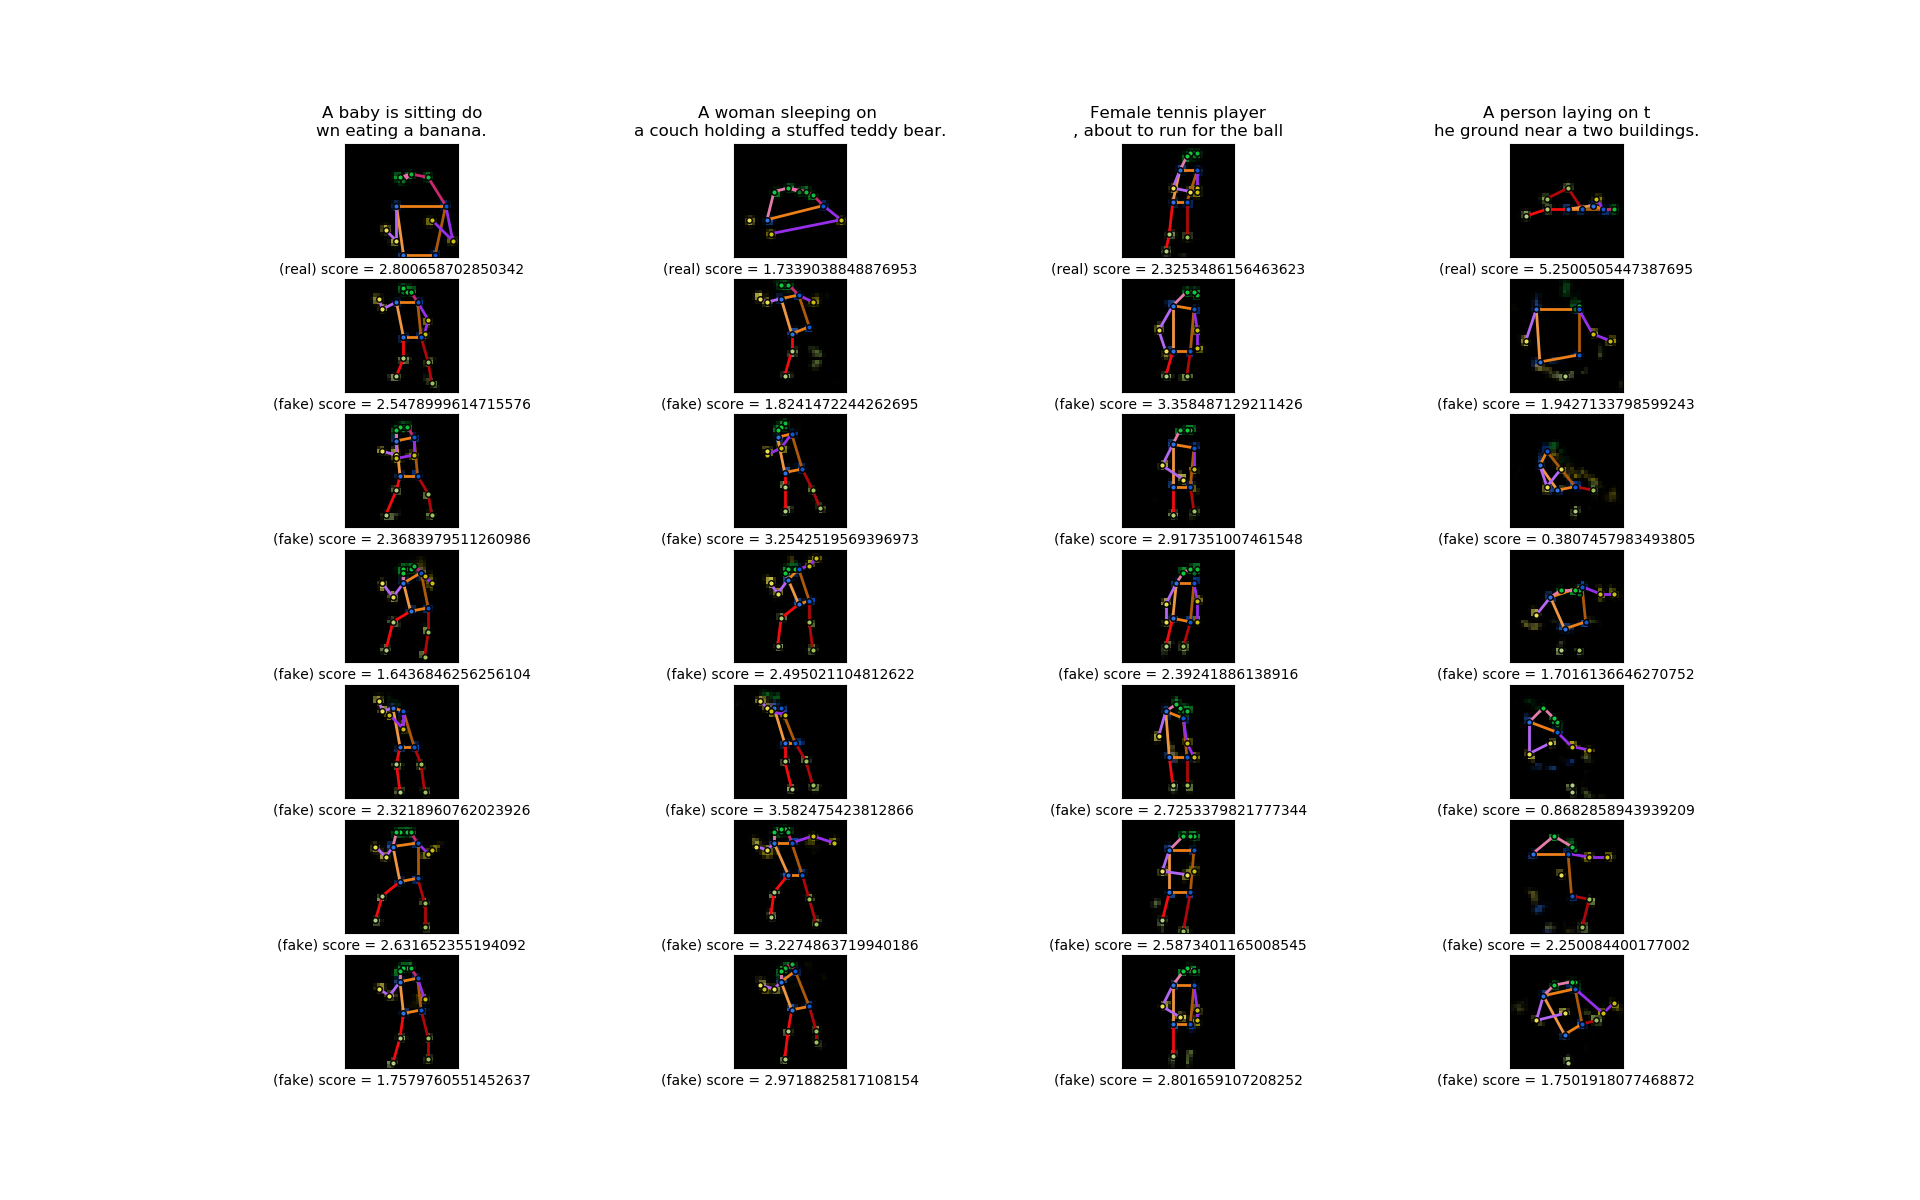 A baby is sitting do
wn eating a banana.
A woman sleeping on
a couch holding a stuffed teddy bear.
Female tennis player
, about to run for the ball
A person laying on t
he ground near a two buildings.
(real) score = 2.800658702850342
(real) score = 1.7339038848876953
(real) score = 2.3253486156463623
(real) score = 5.2500505447387695
(fake) score = 2.5478999614715576
(fake) score = 1.8241472244262695
(fake) score = 3.358487129211426
(fake) score = 1.9427133798599243
(fake) score = 2.3683979511260986
(fake) score = 3.2542519569396973
(fake) score = 2.917351007461548
(fake) score = 0.3807457983493805
(fake) score = 1.6436846256256104
(fake) score = 2.495021104812622
(fake) score = 2.39241886138916
(fake) score = 1.7016136646270752
(fake) score = 2.3218960762023926
(fake) score = 3.582475423812866
(fake) score = 2.7253379821777344
(fake) score = 0.8682858943939209
(fake) score = 2.631652355194092
(fake) score = 3.2274863719940186
(fake) score = 2.5873401165008545
(fake) score = 2.250084400177002
(fake) score = 1.7579760551452637
(fake) score = 2.9718825817108154
(fake) score = 2.801659107208252
(fake) score = 1.7501918077468872